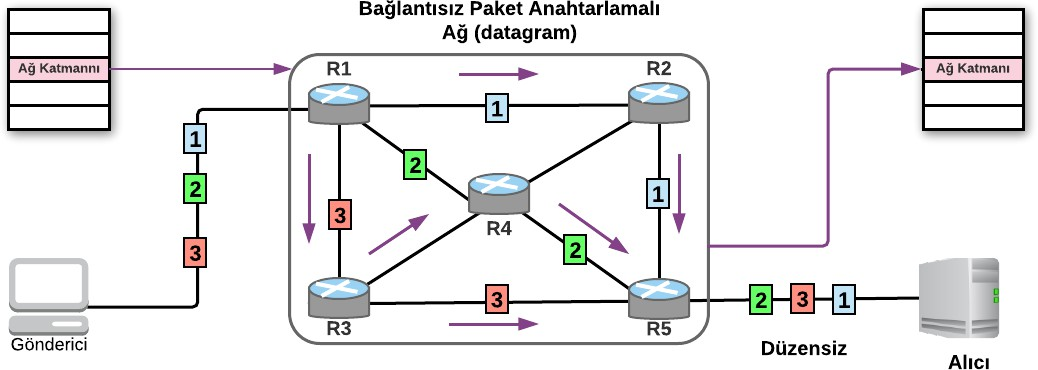 Bağlantısız Paket Anahtarlamalı
Ağ (datagram)
Ağ Katmannı
Ağ Katmanı
R1
R2
1
1
2
2
3
3
1
R4
2
3
R3
R5
2 3 1
Gönderici
Düzensiz
Alıcı